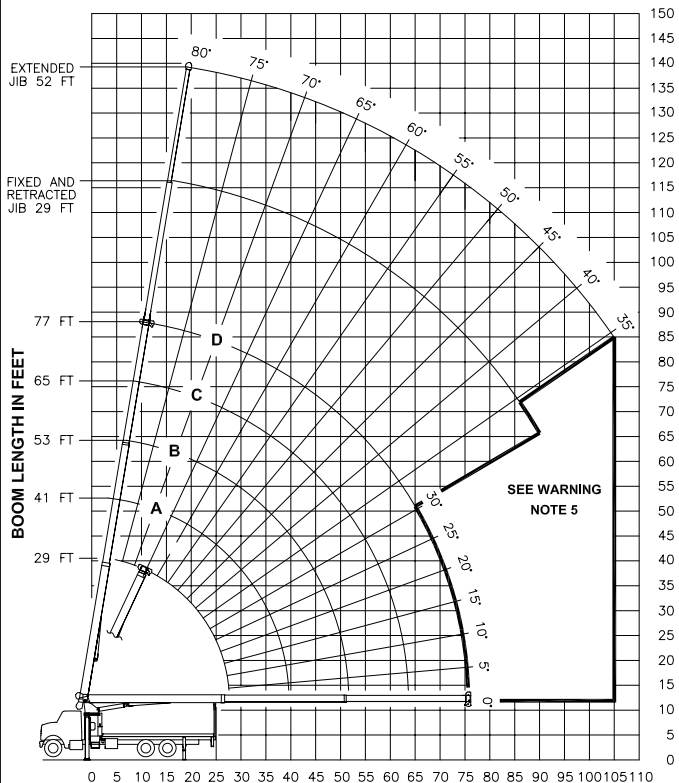 EXTENDED
JIB 52 FT
FIXED AND
RETRACTED
JIB 29 FT
77 FT
65 FT
53 FT
41 FT
29 FT
BOOM LENGTH IN FEET
80°
75°
70°
65°
60°
55°
50°
45°
40°
35°
30°
25°
20°
15°
10°
5°
0°
D
C
B
A
SEE WARNING
NOTE 5
150
145
140
135
130
125
120
115
110
105
100
95
90
85
80
75
70
65
60
55
50
45
40
35
30
25
20
15
10
5
0
0 5 10 15 20 25 30 35 40 45 50 55 60 65 70 75 80 85 90 95 100 105 110